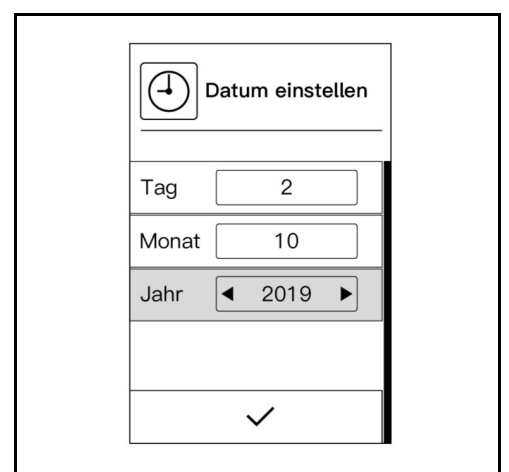 Datum einstellen
Tag 2
Monat 10
Jahr ◀ 2019 ▶